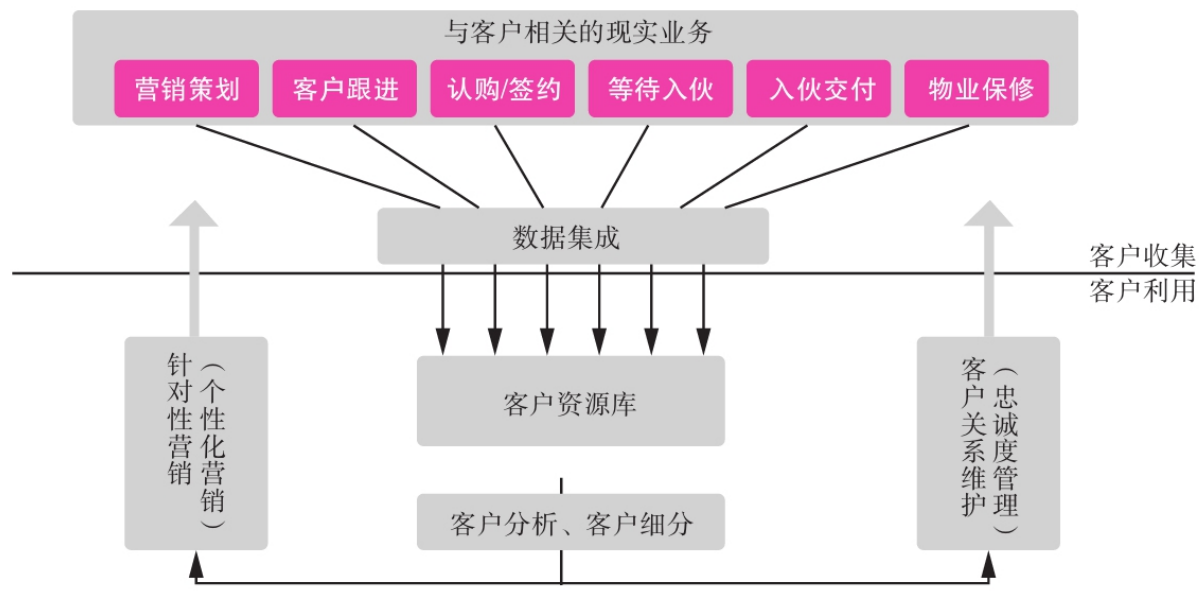 与客户相关的现实业务
营销策划
客户跟进
认购/签约
等待入伙
入伙交付
物业保修
数据集成
客户收集
客户利用
针对性营销
（个性化营销）
客户资源库
客户关系维护
（忠诚度管理）
客户分析、客户细分